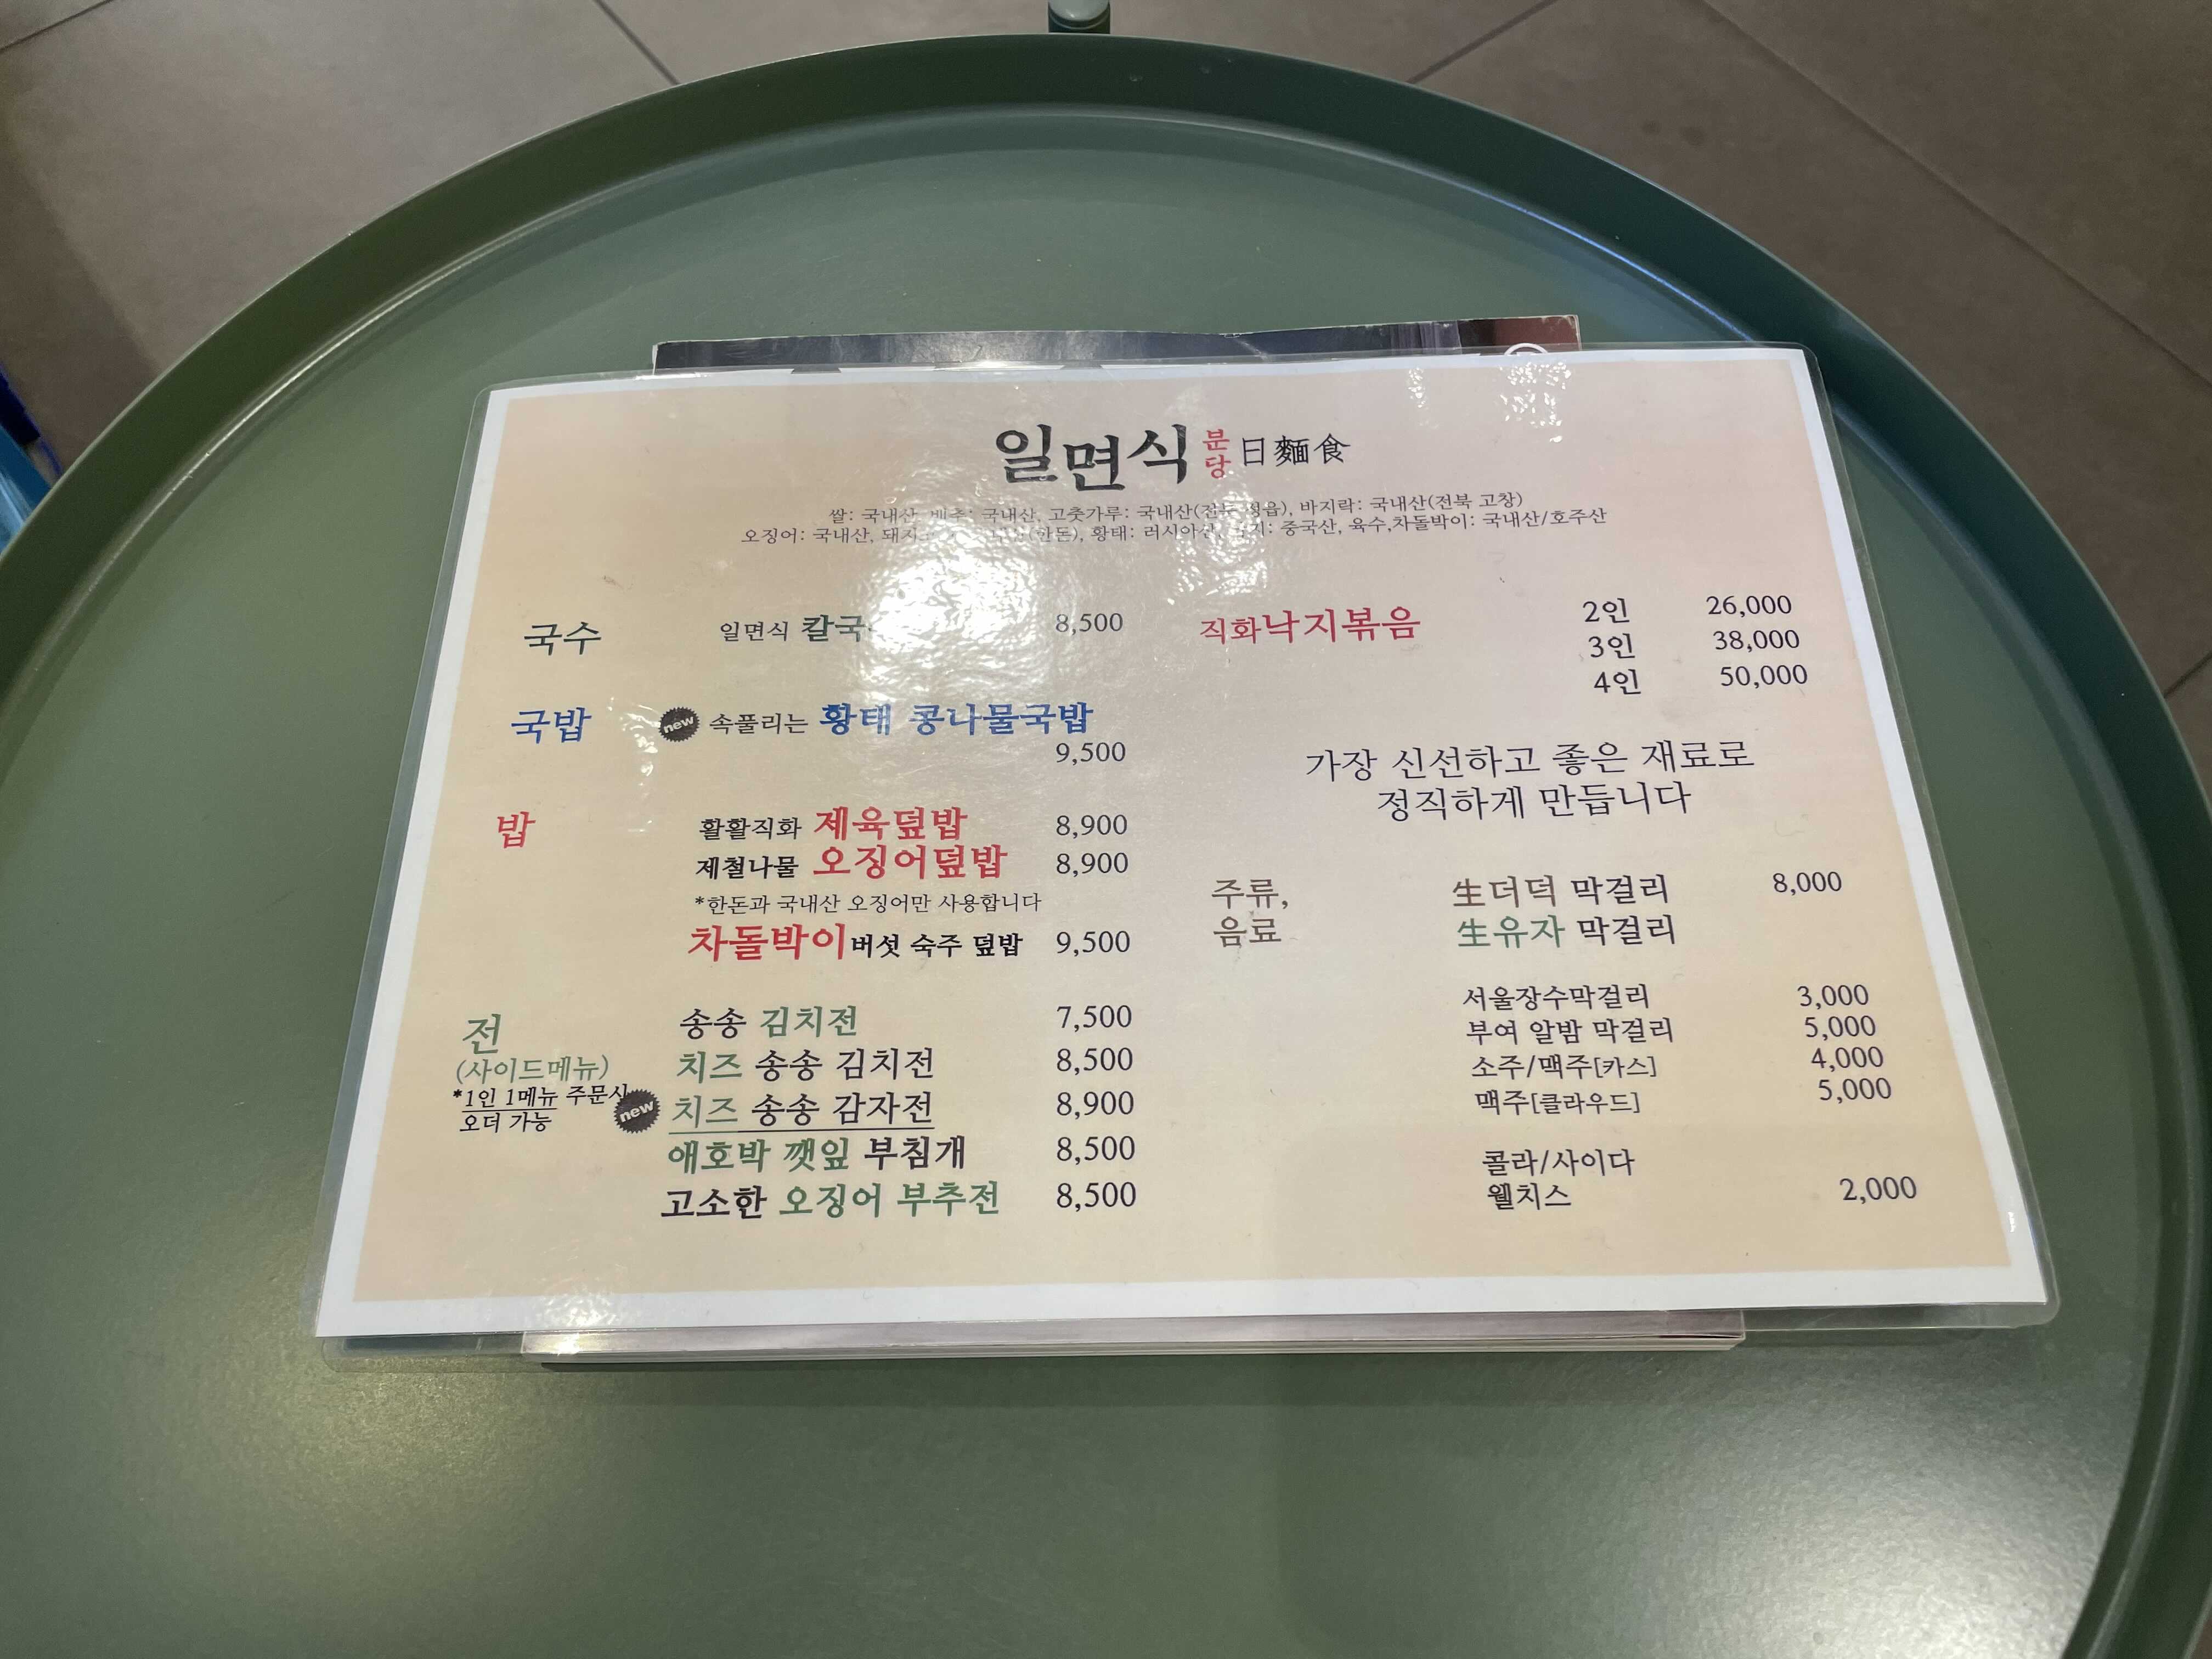 일면식 분당 日麵食
쌀: 국내산, 배추: 국내산, 고춧가루: 국내산(전북 정읍), 바지락: 국내산(전북 고창)
오징어: 국내산, (한돈), 황태: 러시아산, 중국산, 육수,차돌박이: 국내산/호주산
국수
일면식 칼국 8,500
국밥
new 속풀리는 황태 콩나물국밥
9,500
밥
활활직화 제육덮밥 8,900
제철나물 오징어덮밥 8,900
*한돈과 국내산 오징어만 사용합니다
차돌박이버섯 숙주 덮밥 9,500
전
(사이드메뉴)
*1인 1메뉴 주문시
오더 가능
송송 김치전 7,500
치즈 송송 김치전 8,500
new 치즈 송송 감자전 8,900
애호박 깻잎 부침개 8,500
고소한 오징어 부추전 8,500
직화낙지볶음 2인 26,000
3인 38,000
4인 50,000
가장 신선하고 좋은 재료로
정직하게 만듭니다
주류,
음료
生더덕 막걸리 8,000
生유자 막걸리
서울장수막걸리 3,000
부여 알밤 막걸리 5,000
소주/맥주[카스] 4,000
맥주[클라우드] 5,000
콜라/사이다
웰치스 2,000